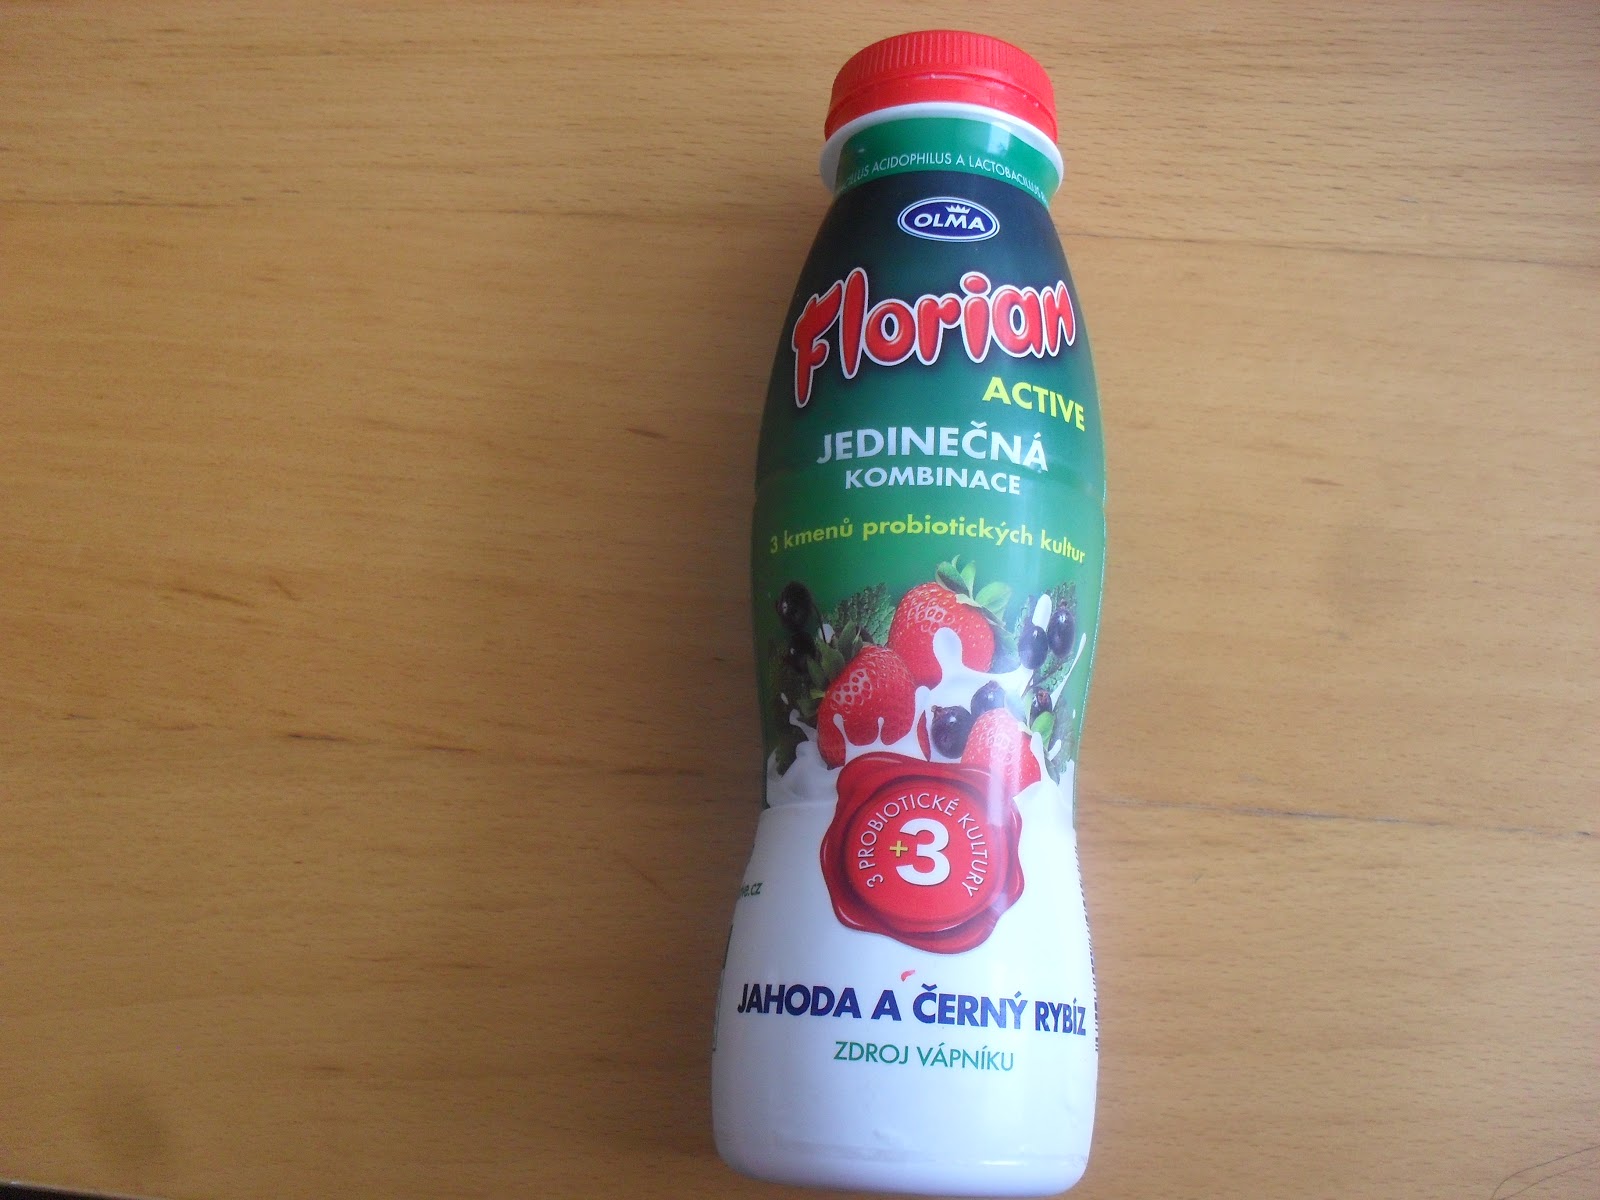 ACIDOPHILUS A LACTOBACILLUS
OLMA
Florian
ACTIVE
JEDINEČNÁ
KOMBINACE
3 kmenů probiotických kultur
3 PROBIOTICKÉ KULTURY
+3
JAHODA A ČERNÝ RYBÍZ
ZDROJ VÁPNÍKU